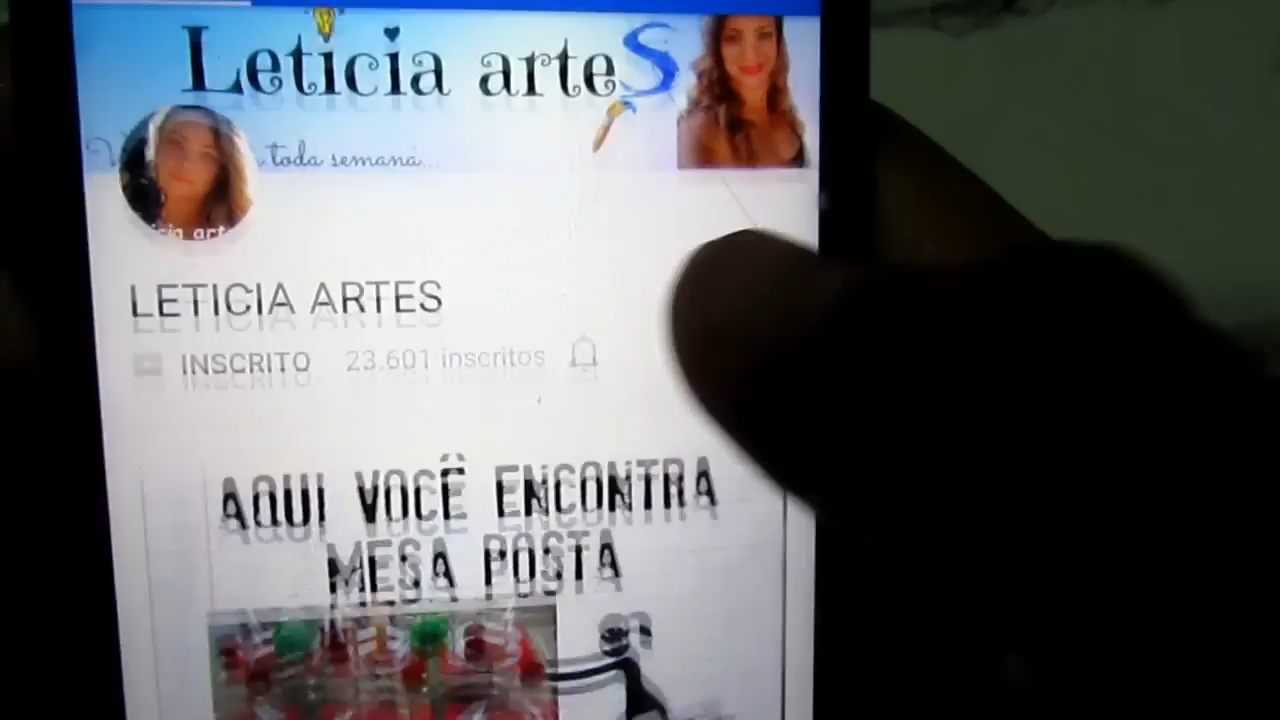 Leticia arteS
toda semana...
LETICIA ARTES
INSCRITO 23.601 inscritos
AQUI VOCÊ ENCONTRA
MESA POSTA